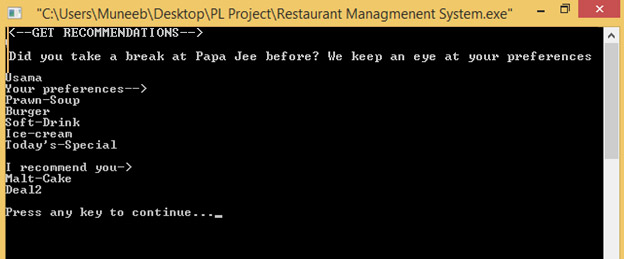 "C:\Users\Muneeb\Desktop\PL Project\Restaurant Managmenent System.exe"
<--GET RECOMMENDATIONS-->
Did you take a break at Papa Jee before? We keep an eye at your preferences
Usama
Your preferences-->
Prawn-Soup
Burger
Soft-Drink
Ice-cream
Today's-Special
I recommend you->
Malt-Cake
Deal2
Press any key to continue..._